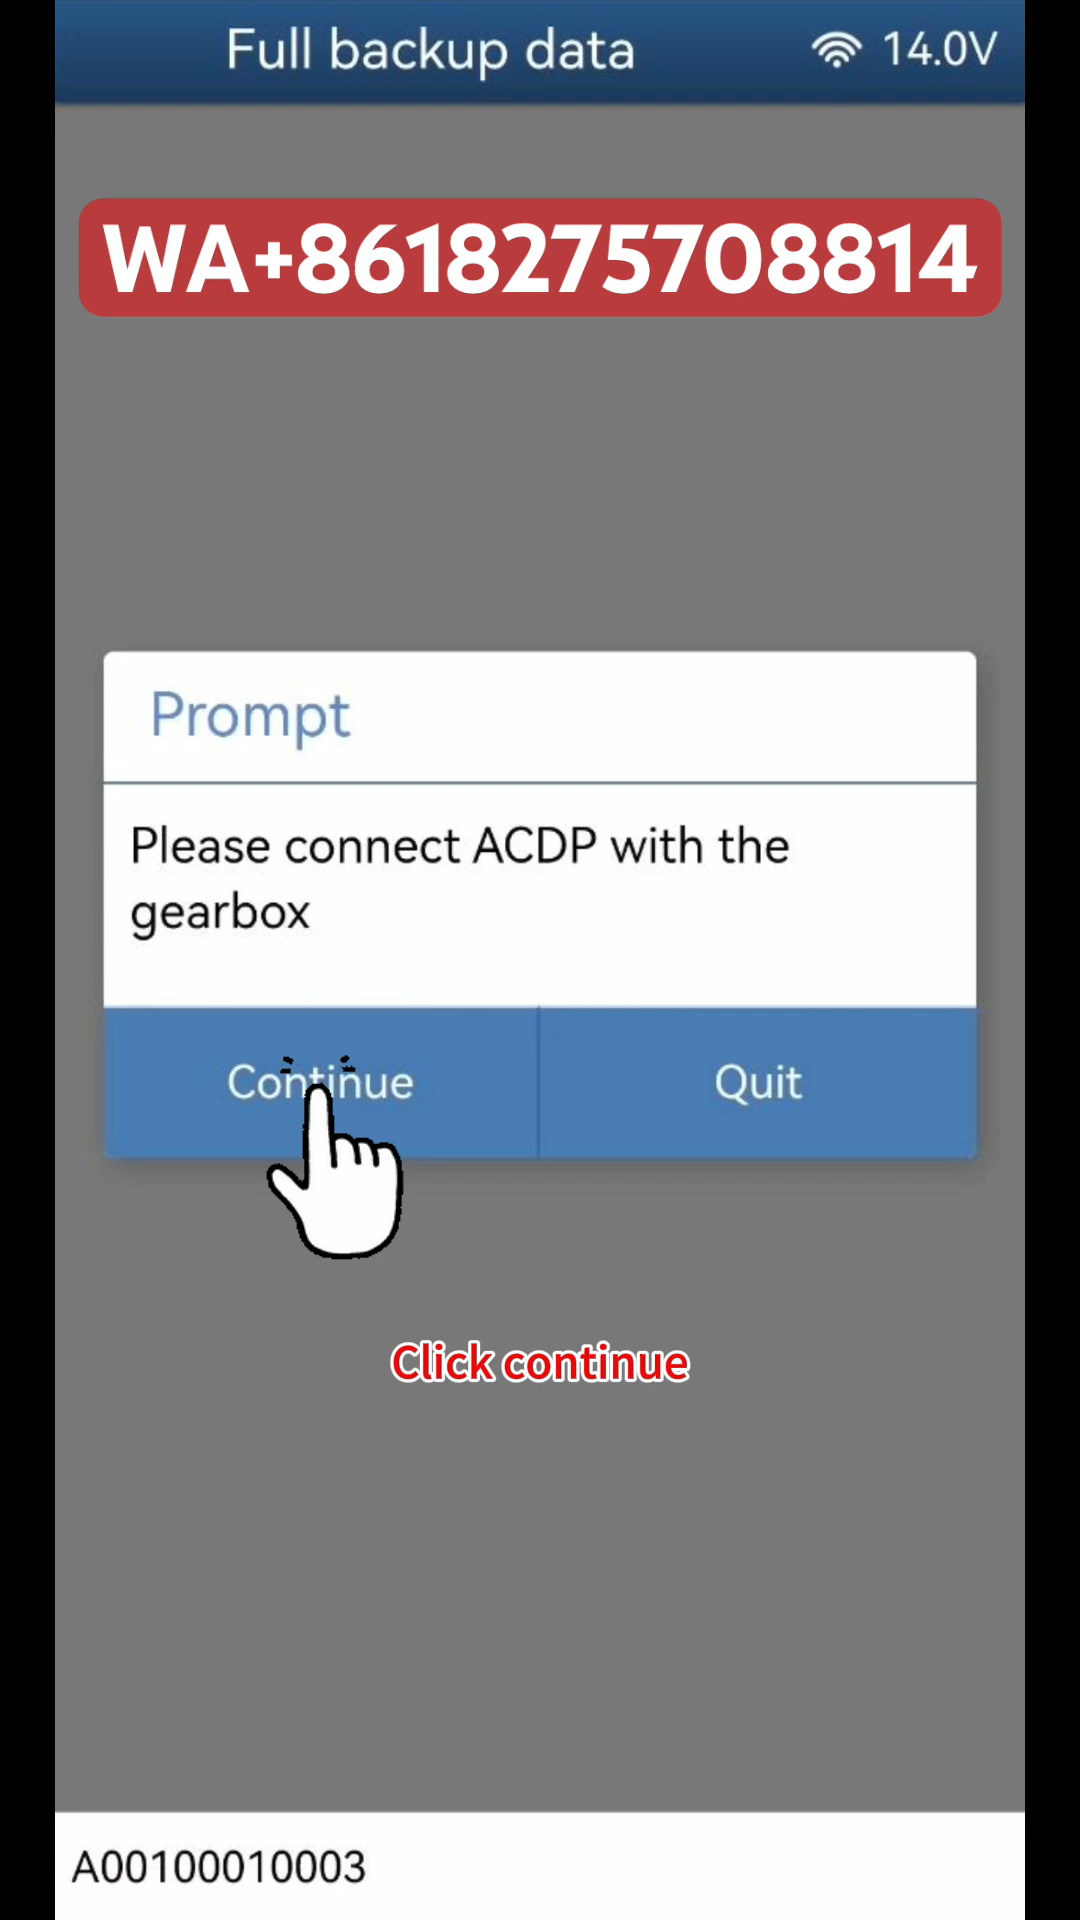 Full backup data 14.0V
WA+8618275708814
Prompt
Please connect ACDP with the
gearbox
Continue Quit
Click continue
A00100010003